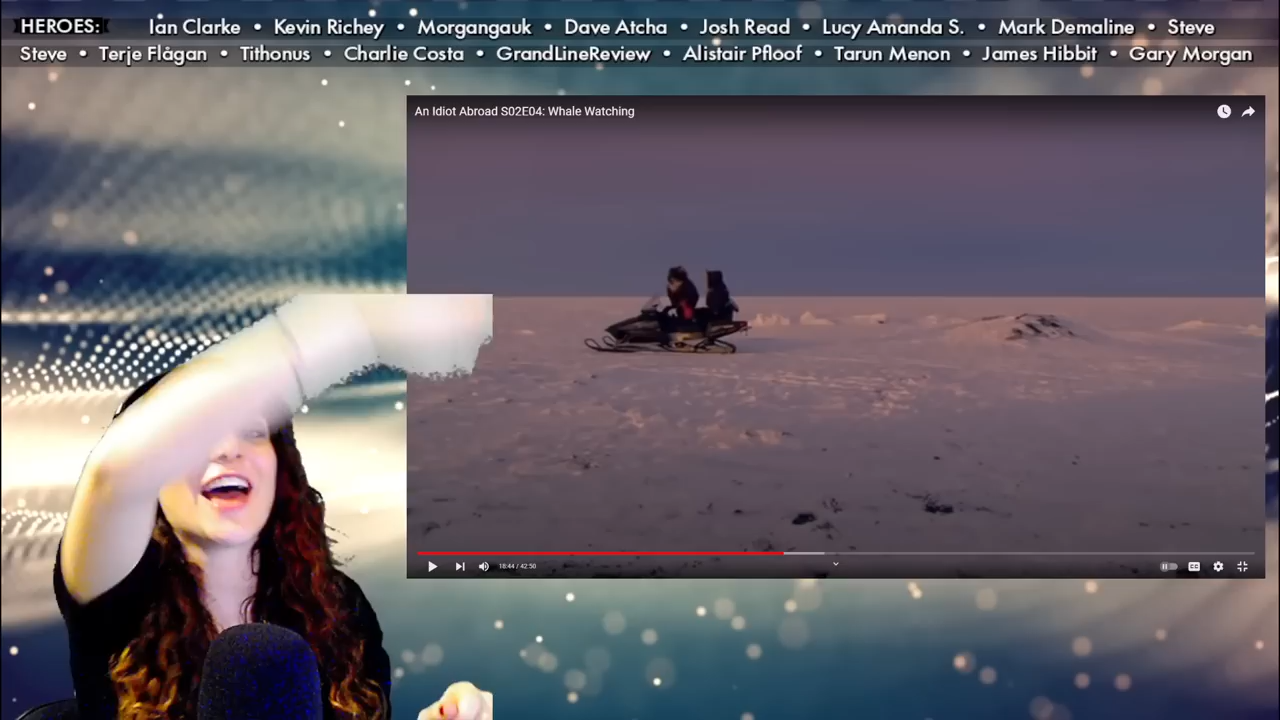 HEROES: Ian Clarke • Kevin Richey • Morgangauk • Dave Atcha • Josh Read • Lucy Amanda S. • Mark Demaline • Steve
Steve • Terje Flågan • Tithonus • Charlie Costa • GrandLineReview • Alistair Pfloof • Tarun Menon • James Hibbit • Gary Morgan
An Idiot Abroad S02E04: Whale Watching
18:44 / 42:50
CC